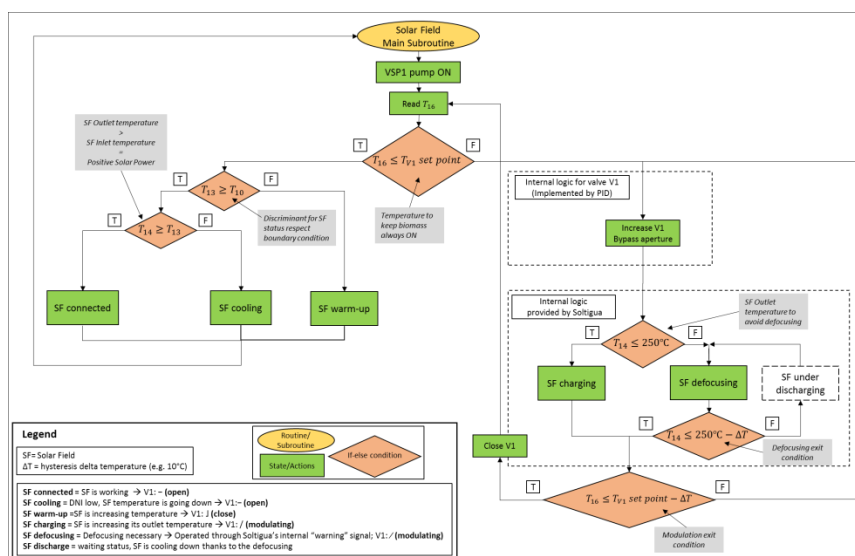 Solar Field
Main Subroutine
VSP1 pump ON
Read T₁₆
SF Outlet
temperature
>
SF Inlet
temperature
=
Positive Solar Power
T
F
T₁₆ ≤ T_V1 set point
T
F
T₁₃ ≥ T₁₀
Discriminant for SF
status respect
boundary condition
Temperature to
keep biomass
always ON
T
F
T₁₄ ≥ T₁₃
SF connected
SF cooling
SF warm-up
Internal logic for valve V1
(Implemented by PID)
Increase V1
Bypass aperture
Internal logic
provided by Soltigua
SF Outlet
temperature to
avoid defocusing
T
F
T₁₄ ≤ 250℃
SF charging
SF defocusing
SF under
discharging
T
F
T₁₄ ≤ 250℃ − ΔT
Defocusing exit
condition
Close V1
T
F
T₁₆ ≤ T_V1 set point − ΔT
Modulation exit
condition
Legend
SF= Solar Field
ΔT = hysteresis delta temperature (e.g. 10°C)
Routine/
Subroutine
State/Actions
If-else condition
SF connected= SF is working → V1: – (open)
SF cooling= DNI low, SF temperature is going down → V1:– (open)
SF warm-up =SF is increasing temperature → V1: ⅃ (close)
SF charging= SF is increasing its outlet temperature → V1: / (modulating)
SF defocusing= Defocusing necessary → Operated through Soltigua's internal "warning" signal; V1: / (modulating)
SF discharge = waiting status, SF is cooling down thanks to the defocusing